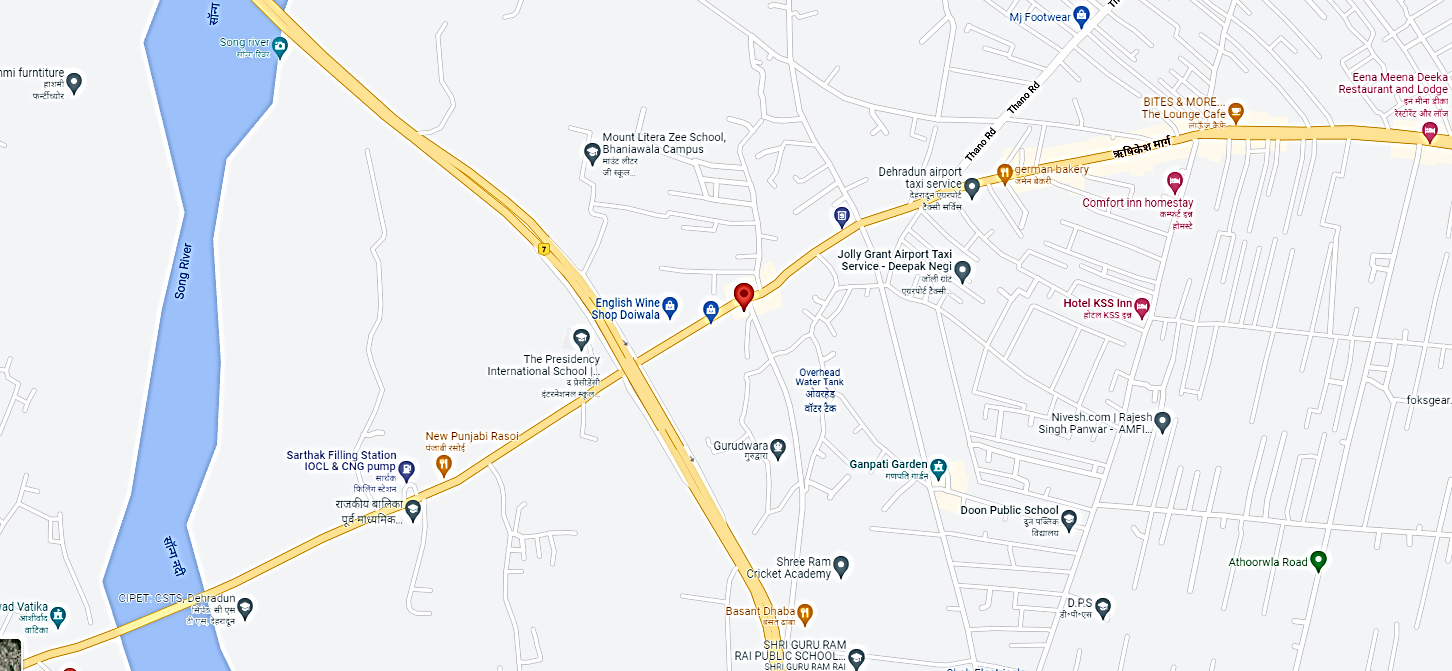 सॉन्ग
Mj Footwear
Song river
सॉन्ग रिवर
nmi furntiture
हाशमी
फर्नीच्योर
Thano Rd
Eena Meena Deeka
Restaurant and Lodge
इन मीना डीका
रेस्टोरेंट और लॉज
BITES & MORE...
The Lounge Cafe
लाऊंज कैफे
Thano Rd
ऋषिकेश मार्ग
Mount Litera Zee School,
Bhaniawala Campus
माउंट लीटर
जी स्कूल...
Dehradun airport
taxi service
देहरादून एयरपोर्ट
टैक्सी सर्विस
german bakery
जर्मन बेकरी
Comfort inn homestay
कम्फर्ट इन्न
होमस्टे
7
Song River
Jolly Grant Airport Taxi
Service - Deepak Negi
जॉली ग्रांट
एयरपोर्ट टैक्सी...
English Wine
Shop Doiwala
Hotel KSS Inn
होटल KSS इन्न
The Presidency
International School |...
द प्रेसीडेंसी
इंटरनेशनल स्कूल...
Overhead
Water Tank
ओवरहेड
वॉटर टैंक
foksgear.
Nivesh.com | Rajesh
Singh Panwar - AMFI...
New Punjabi Rasoi
पंजाबी रसोई
Gurudwara
गुरुद्वारा
Sarthak Filling Station
IOCL & CNG pump
सार्थक
फिलिंग स्टेशन
Ganpati Garden
गणपति गार्डन
राजकीय बालिका
पूर्व माध्यमिक...
Doon Public School
दून पब्लिक
विद्यालय
सॉन्ग नदी
Shree Ram
Cricket Academy
Athoorwla Road
CIPET: CSTS, Dehradun
सिपेट: सी एस
टी एस, देहरादून
wad Vatika
आशीर्वाद
वाटिका
Basant Dhaba
बसंत ढाबा
D.P.S
डी॰पी॰एस
SHRI GURU RAM
RAI PUBLIC SCHOOL...
SHRI GURU RAM RAI